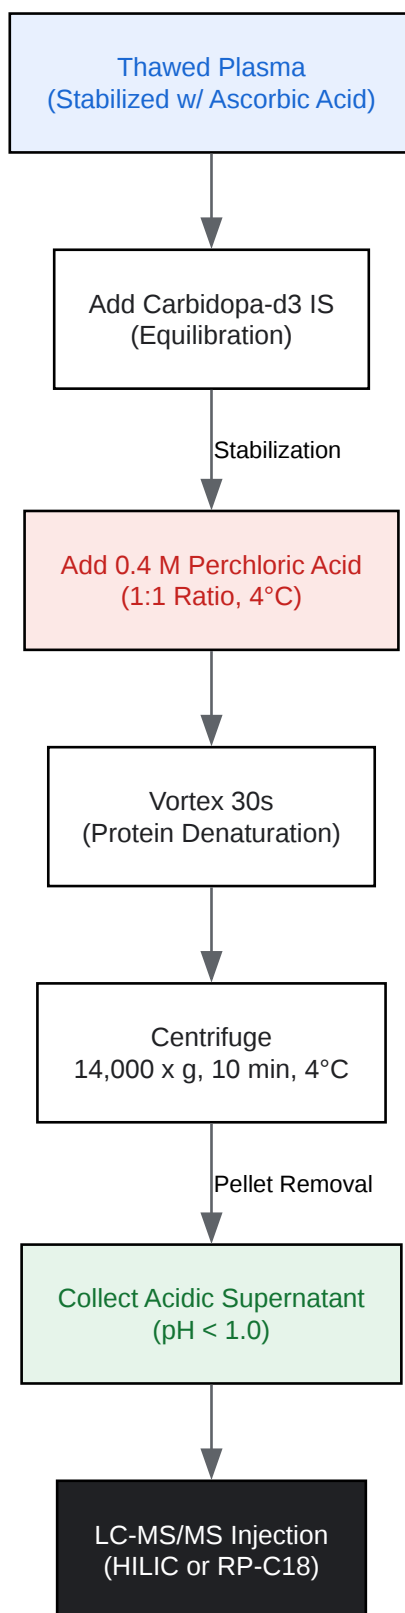 Thawed Plasma
(Stabilized w/ Ascorbic Acid)
Add Carbidopa-d3 IS
(Equilibration)
Stabilization
Add 0.4 M Perchloric Acid
(1:1 Ratio, 4°C)
Vortex 30s
(Protein Denaturation)
Centrifuge
14,000 x g, 10 min, 4°C
Pellet Removal
Collect Acidic Supernatant
(pH < 1.0)
LC-MS/MS Injection
(HILIC or RP-C18)